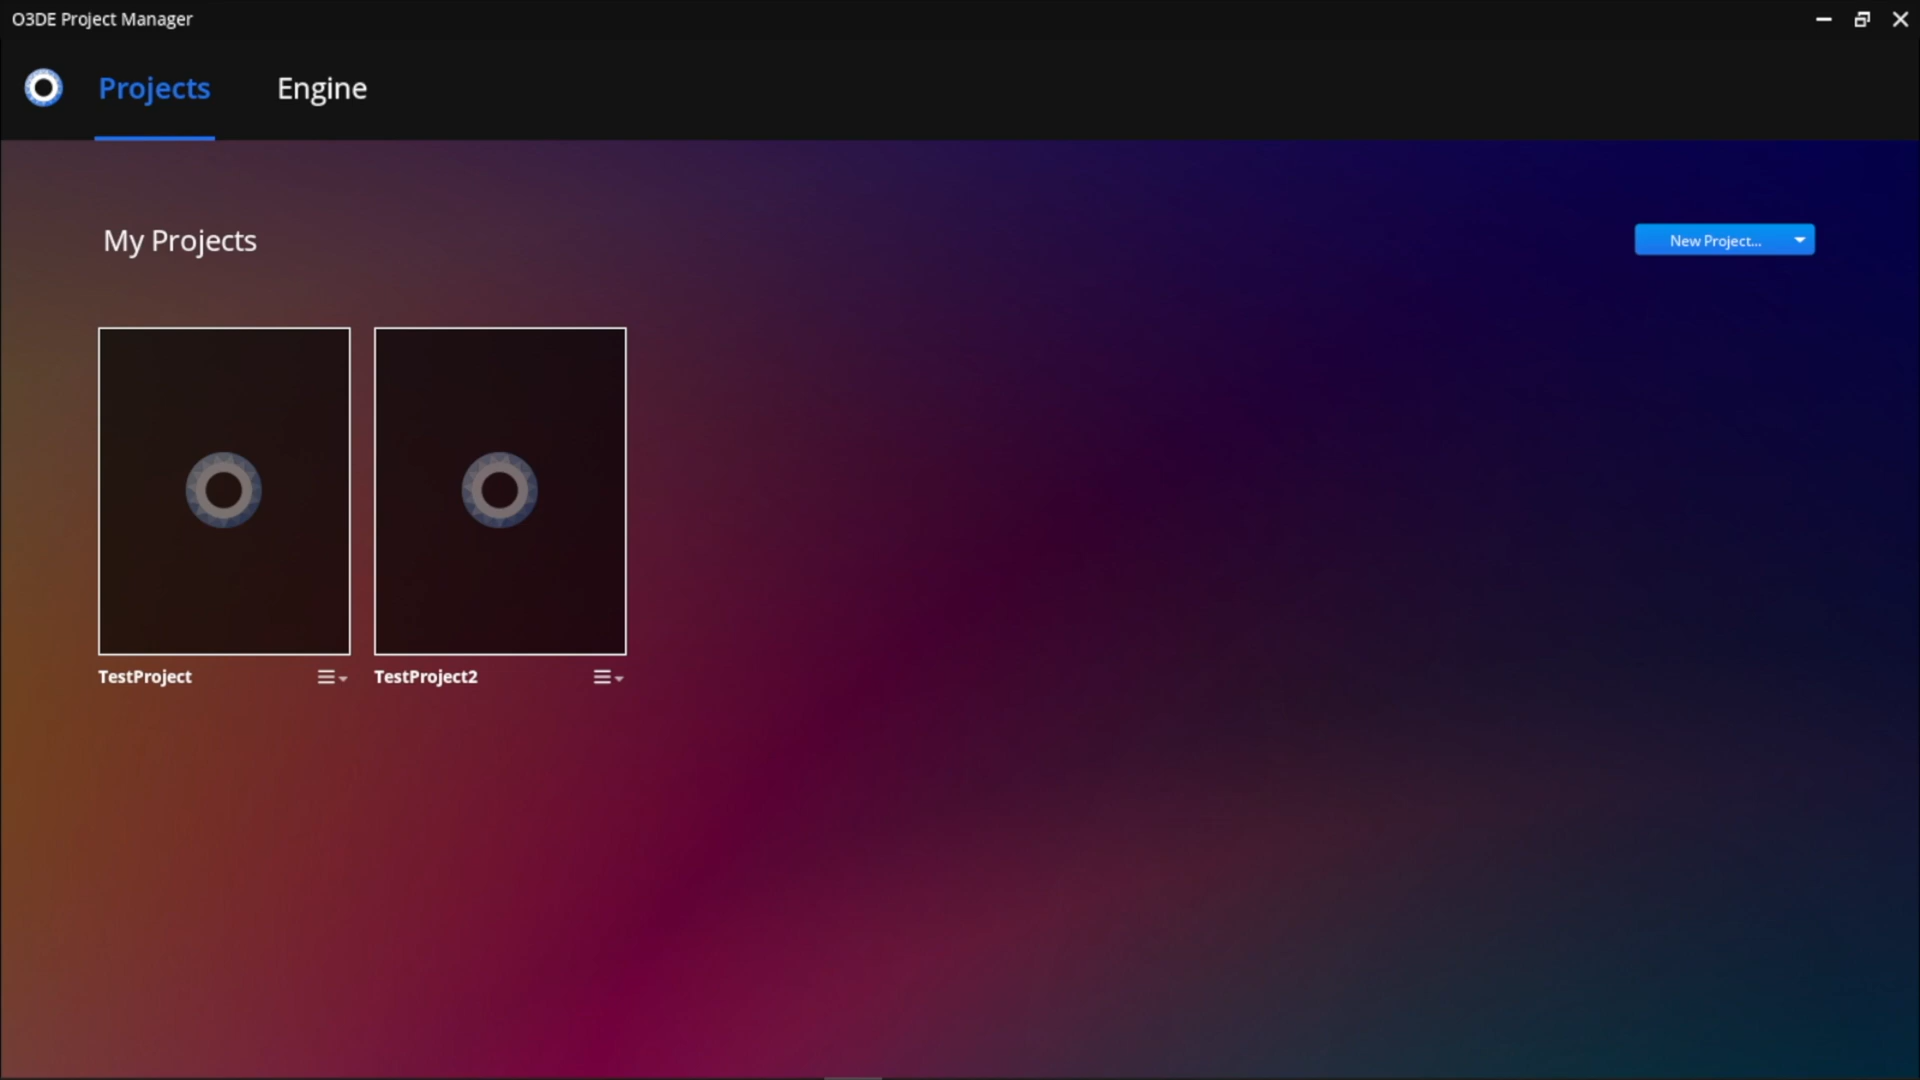 O3DE Project Manager
Projects
Engine
My Projects
New Project...
TestProject
TestProject2